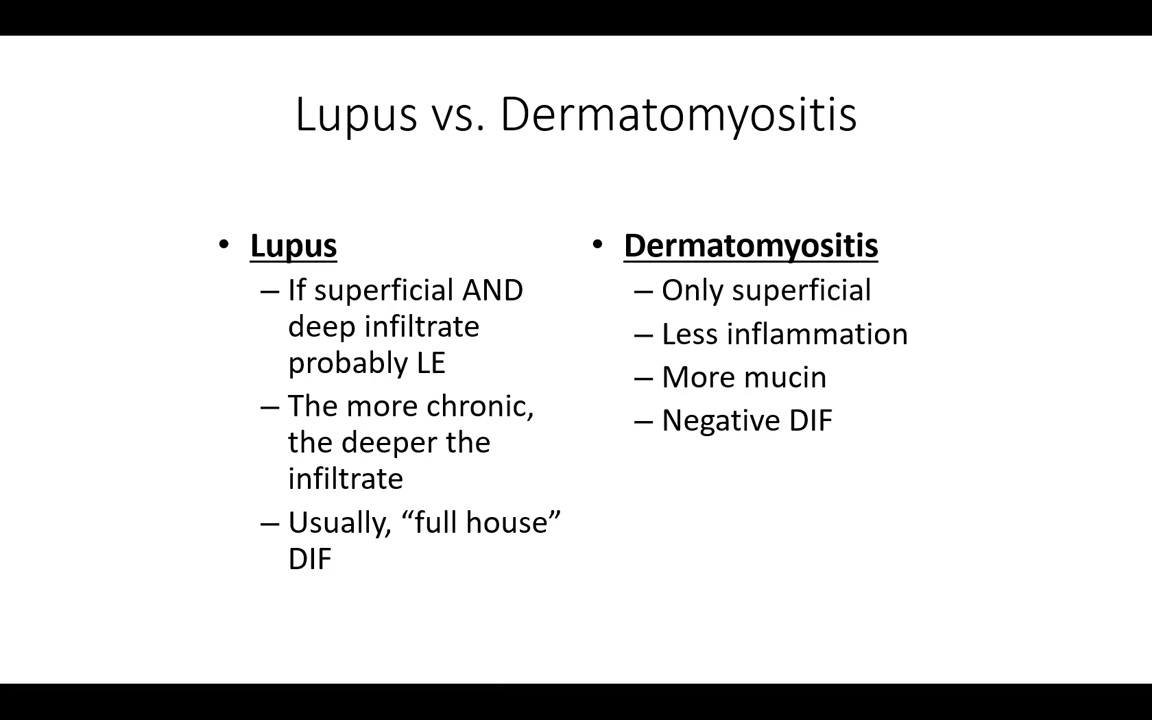 Lupus vs. Dermatomyositis
• Lupus
– If superficial AND
deep infiltrate
probably LE
– The more chronic,
the deeper the
infiltrate
– Usually, “full house”
DIF
• Dermatomyositis
– Only superficial
– Less inflammation
– More mucin
– Negative DIF